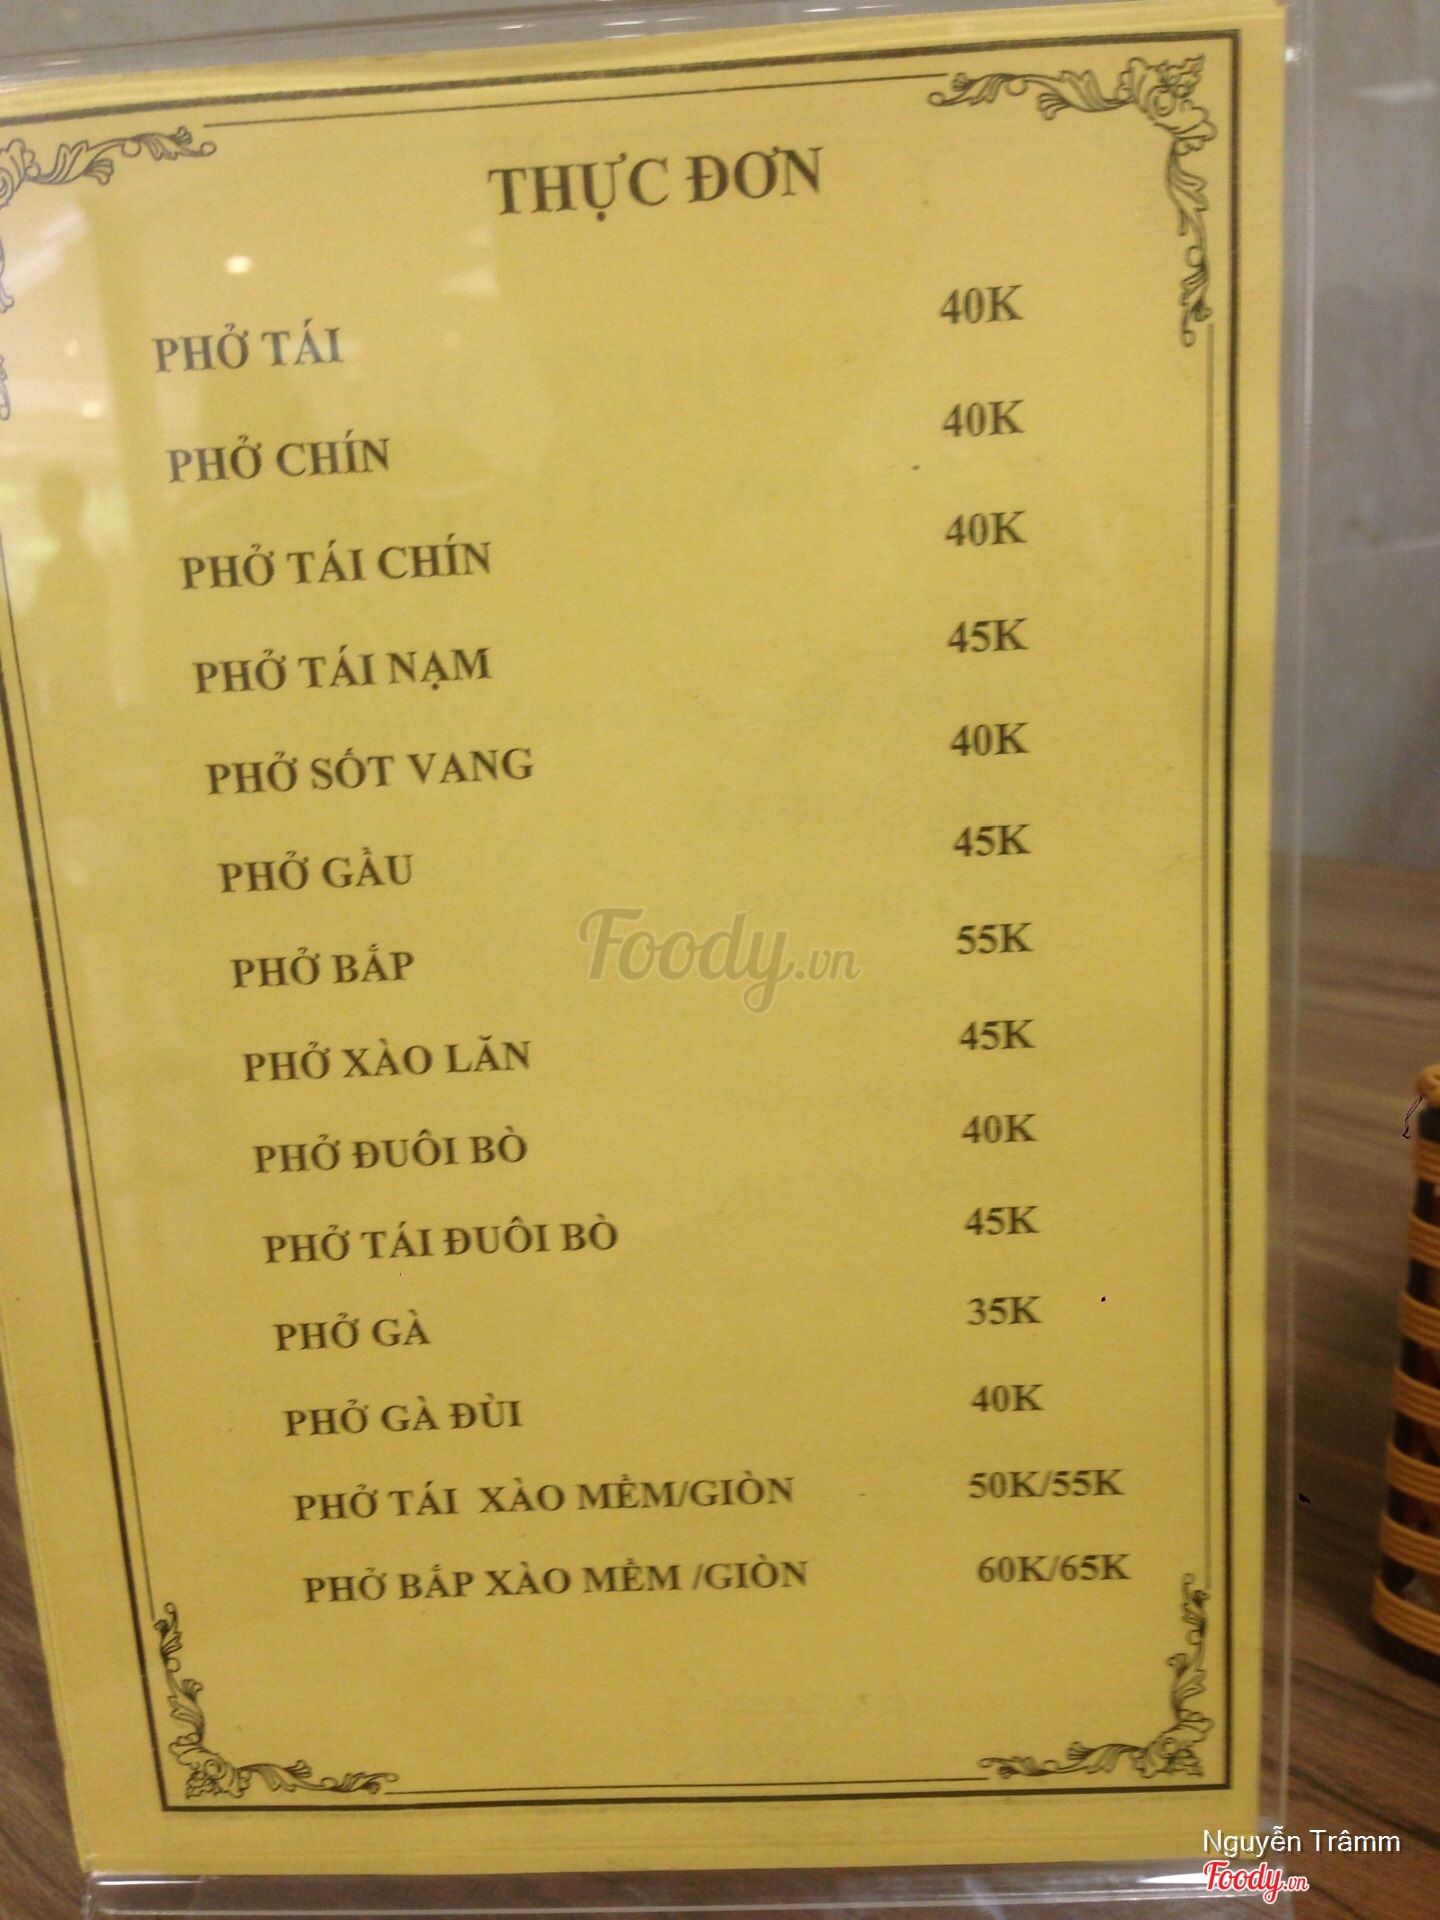 THỰC ĐƠN
PHỞ TÁI 40K
PHỞ CHÍN 40K
PHỞ TÁI CHÍN 40K
PHỞ TÁI NẠM 45K
PHỞ SỐT VANG 40K
PHỞ GẦU 45K
PHỞ BẮP 55K
PHỞ XÀO LĂN 45K
PHỞ ĐUÔI BÒ 40K
PHỞ TÁI ĐUÔI BÒ 45K
PHỞ GÀ 35K
PHỞ GÀ ĐÙI 40K
PHỞ TÁI XÀO MỀM/GIÒN 50K/55K
PHỞ BẮP XÀO MỀM /GIÒN 60K/65K
Foody.vn
Nguyễn Trâmm
Foody.vn